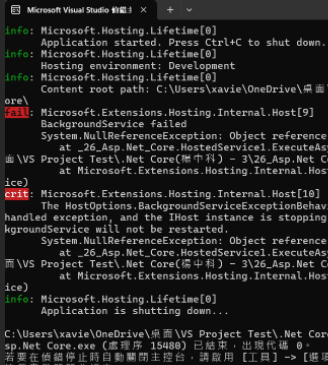 Microsoft Visual Studio 偵錯主
info: Microsoft.Hosting.Lifetime[0]
Application started. Press Ctrl+C to shut down.
info: Microsoft.Hosting.Lifetime[0]
Hosting environment: Development
info: Microsoft.Hosting.Lifetime[0]
Content root path: C:\Users\xavie\OneDrive\桌面
ore\
fail: Microsoft.Extensions.Hosting.Internal.Host[9]
BackgroundService failed
System.NullReferenceException: Object reference
at _26_Asp.Net_Core.HostedService1.ExecuteAs
面\VS Project Test\.Net Core(楊中科) - 3\26_Asp.Net Co
at Microsoft.Extensions.Hosting.Internal.Hos
ice)
crit: Microsoft.Extensions.Hosting.Internal.Host[10]
The HostOptions.BackgroundServiceExceptionBehav
handled exception, and the IHost instance is stopping
kgroundService will not be restarted.
System.NullReferenceException: Object reference
at _26_Asp.Net_Core.HostedService1.ExecuteAs
面\VS Project Test\.Net Core(楊中科) - 3\26_Asp.Net Co
at Microsoft.Extensions.Hosting.Internal.Hos
ice)
info: Microsoft.Hosting.Lifetime[0]
Application is shutting down...
C:\Users\xavie\OneDrive\桌面\VS Project Test\.Net Core
sp.Net Core.exe (處理序 15480) 已結束，出現代碼 0。
若要在偵錯停止時自動關閉主控台，請啟用 [工具] -> [選項